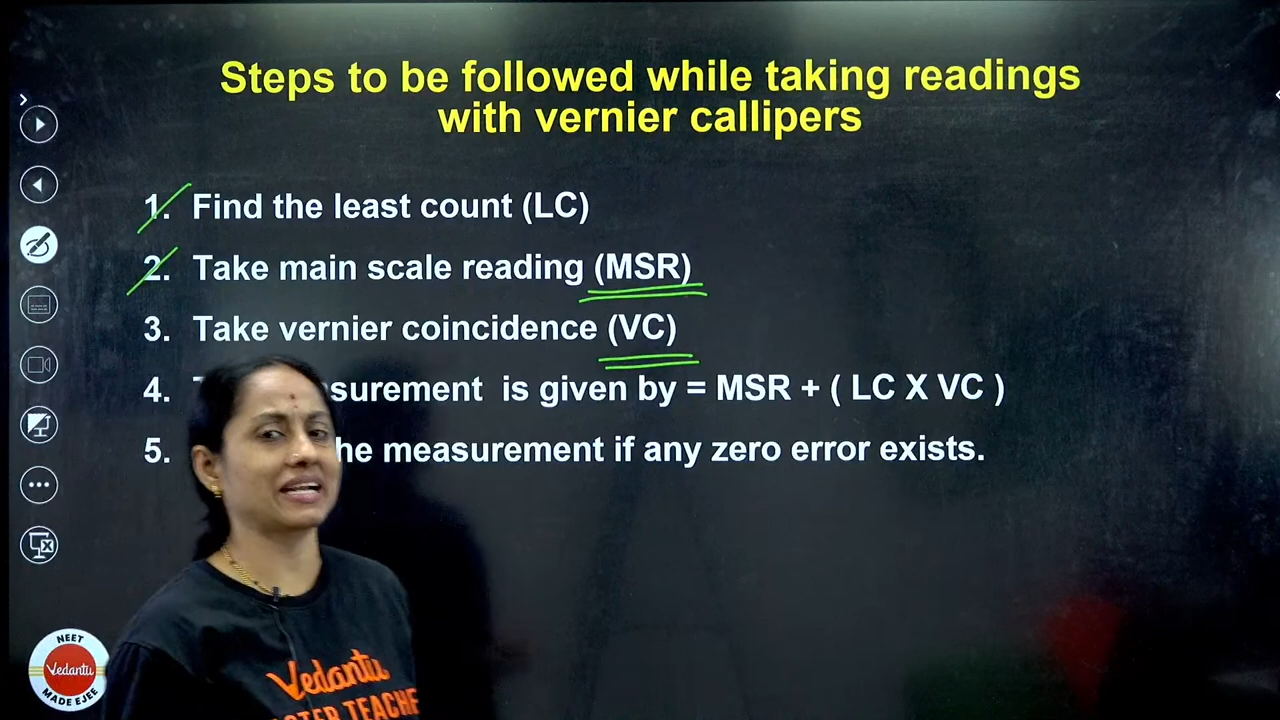 Steps to be followed while taking readings
with vernier callipers
1. Find the least count (LC)
2. Take main scale reading (MSR)
3. Take vernier coincidence (VC)
4. is given by = MSR + ( LC X VC )
5. measurement if any zero error exists.
NEET
Vedantu
MADE EJEE
Vedantu